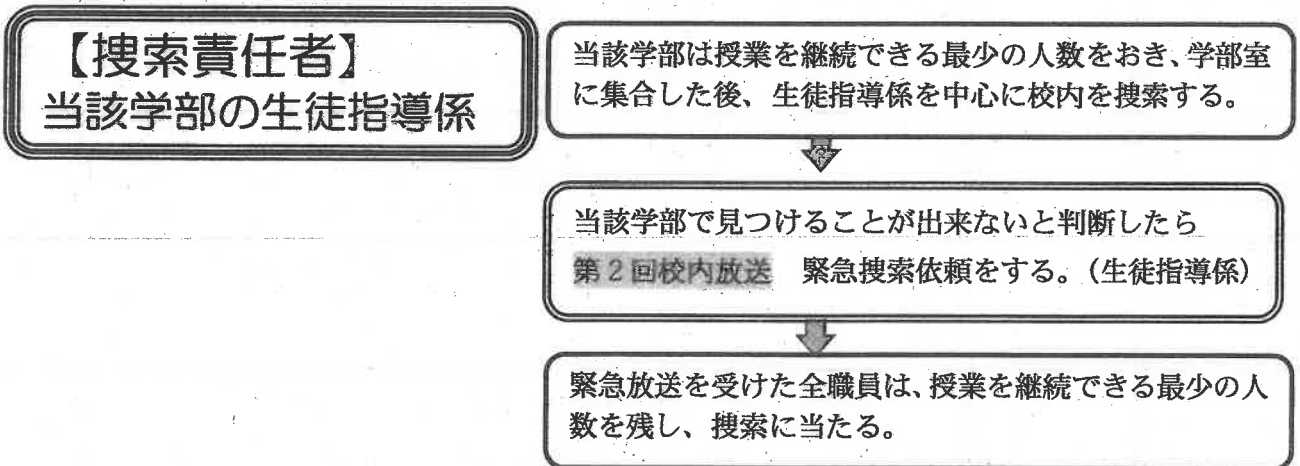 【捜索責任者】
当該学部の生徒指導係
当該学部は授業を継続できる最少の人数をおき、学部室
に集合した後、生徒指導係を中心に校内を捜索する。
当該学部で見つけることが出来ないと判断したら
第2回校内放送 緊急捜索依頼をする。(生徒指導係)
緊急放送を受けた全職員は、授業を継続できる最少の人
数を残し、捜索に当たる。